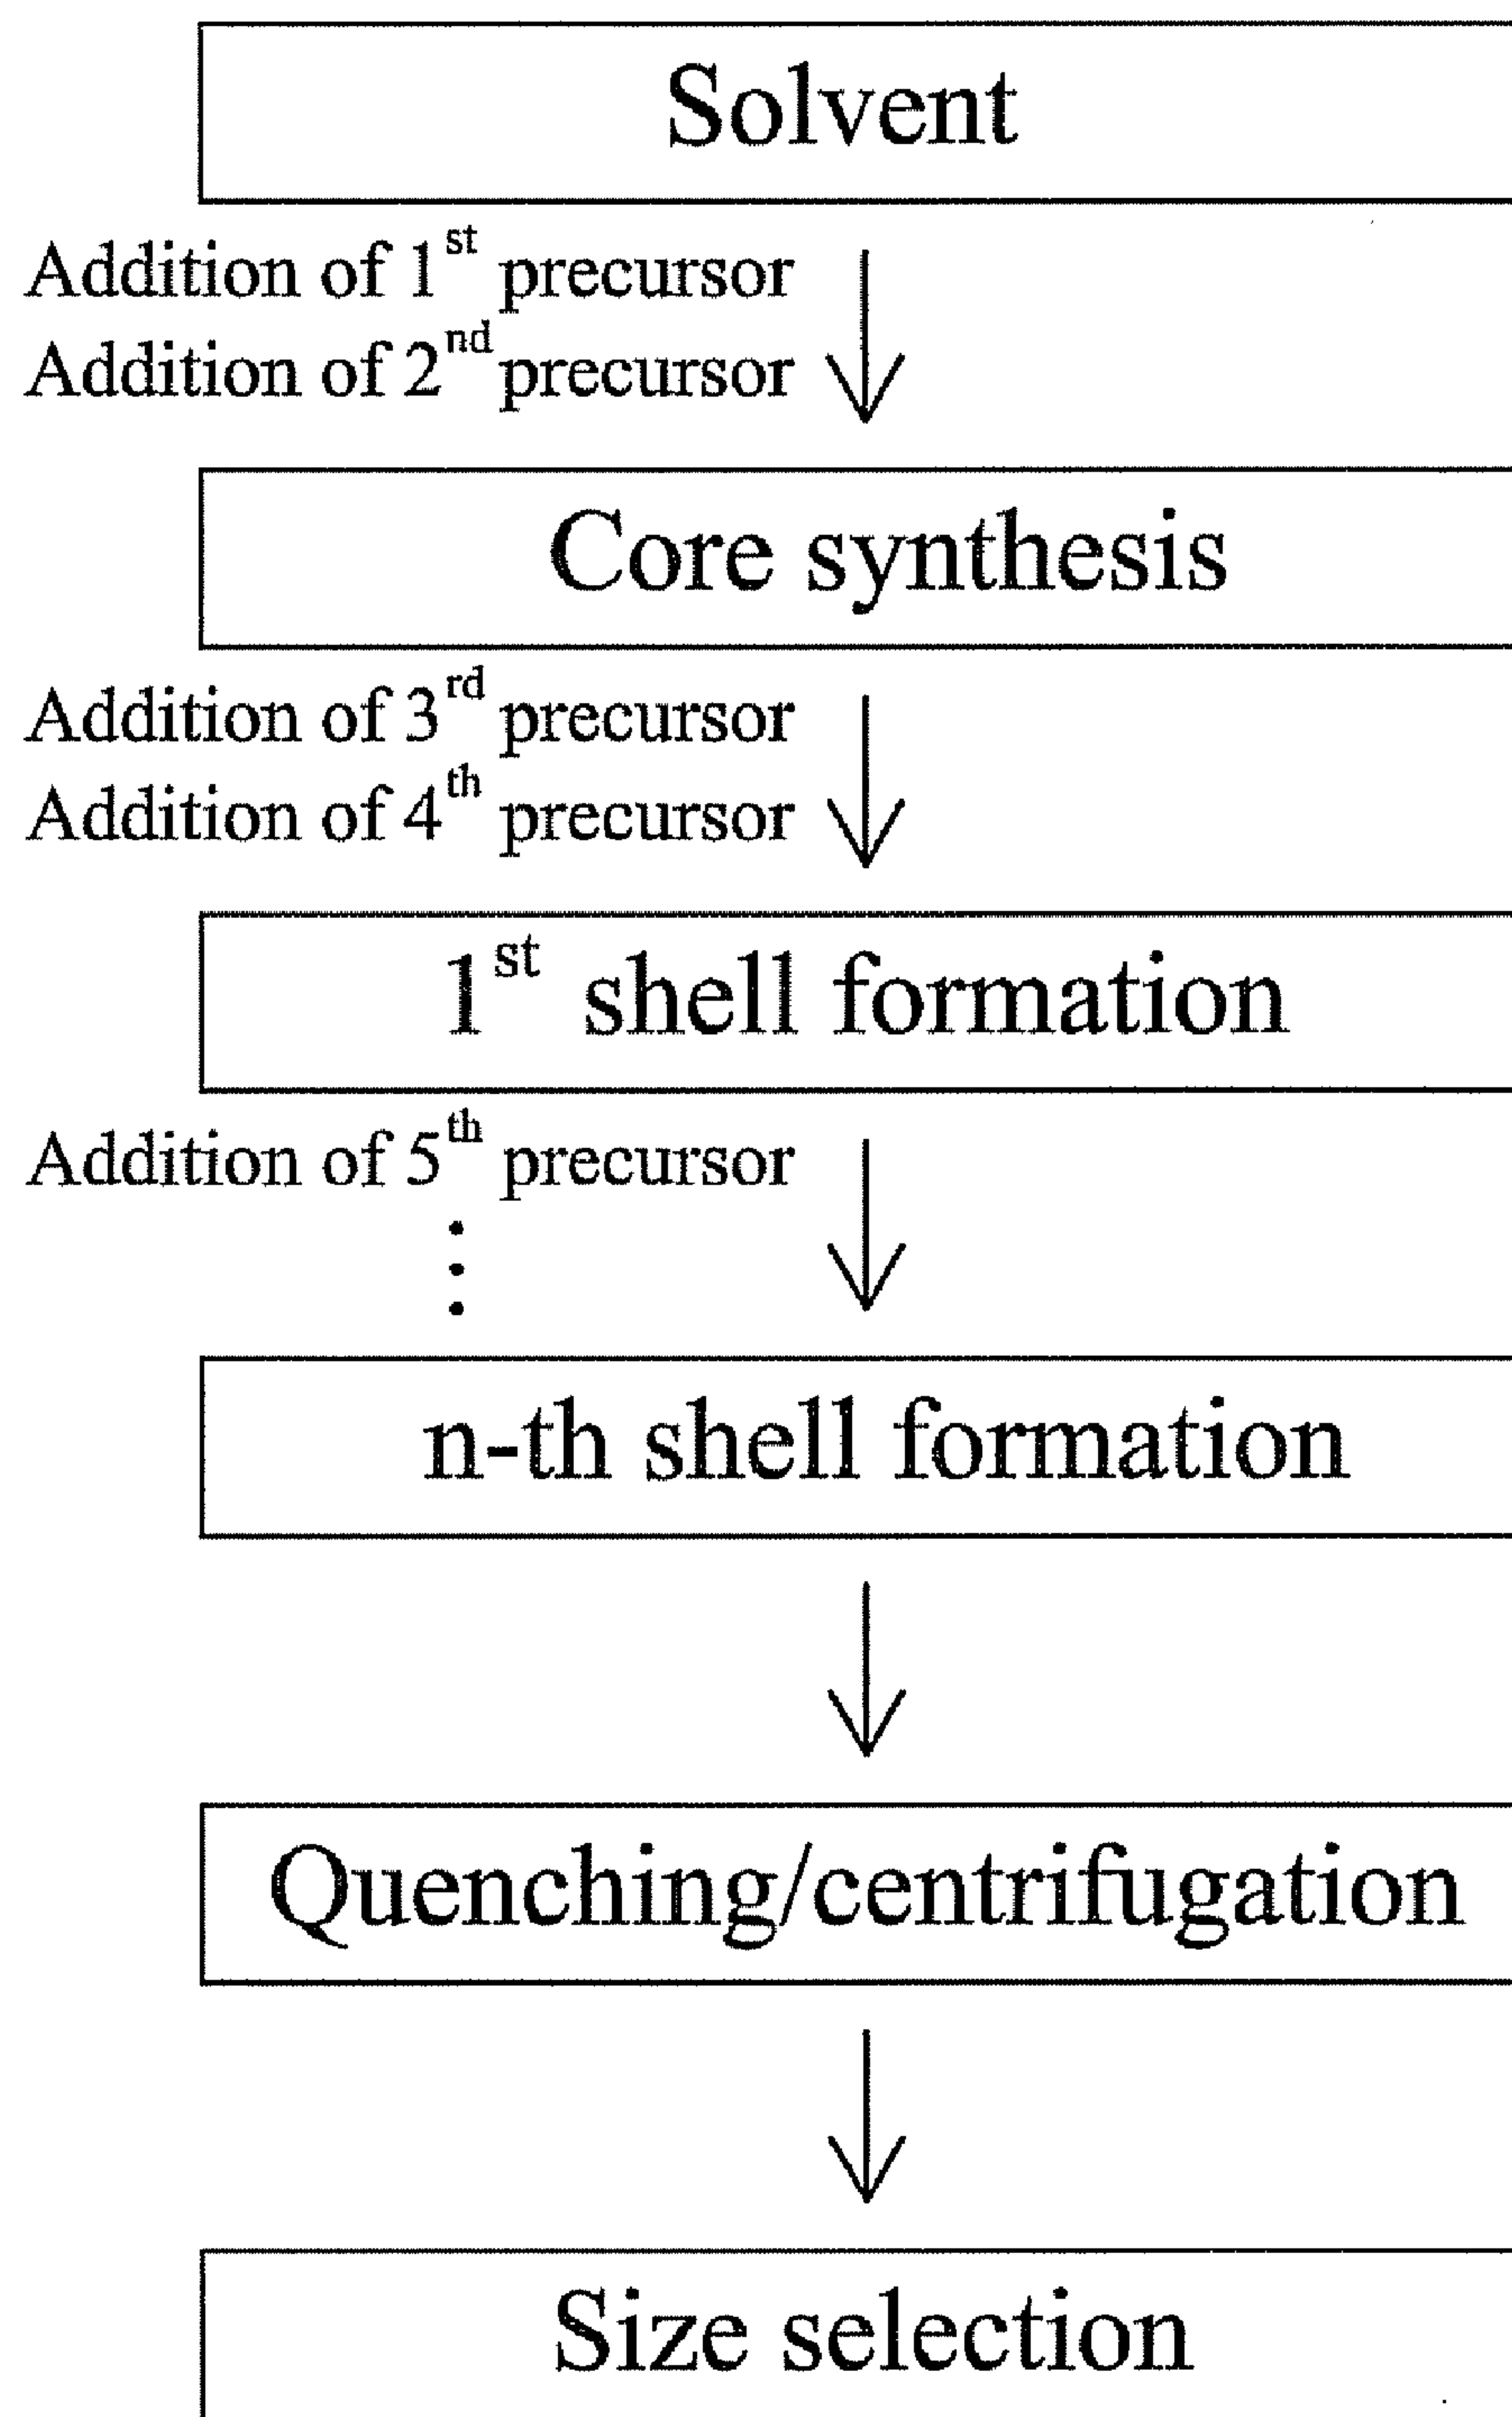 Solvent
Addition of 1st precursor
Addition of 2nd precursor
Core synthesis
Addition of 3rd precursor
Addition of 4th precursor
1st shell formation
Addition of 5th precursor
n-th shell formation
Quenching/centrifugation
Size selection